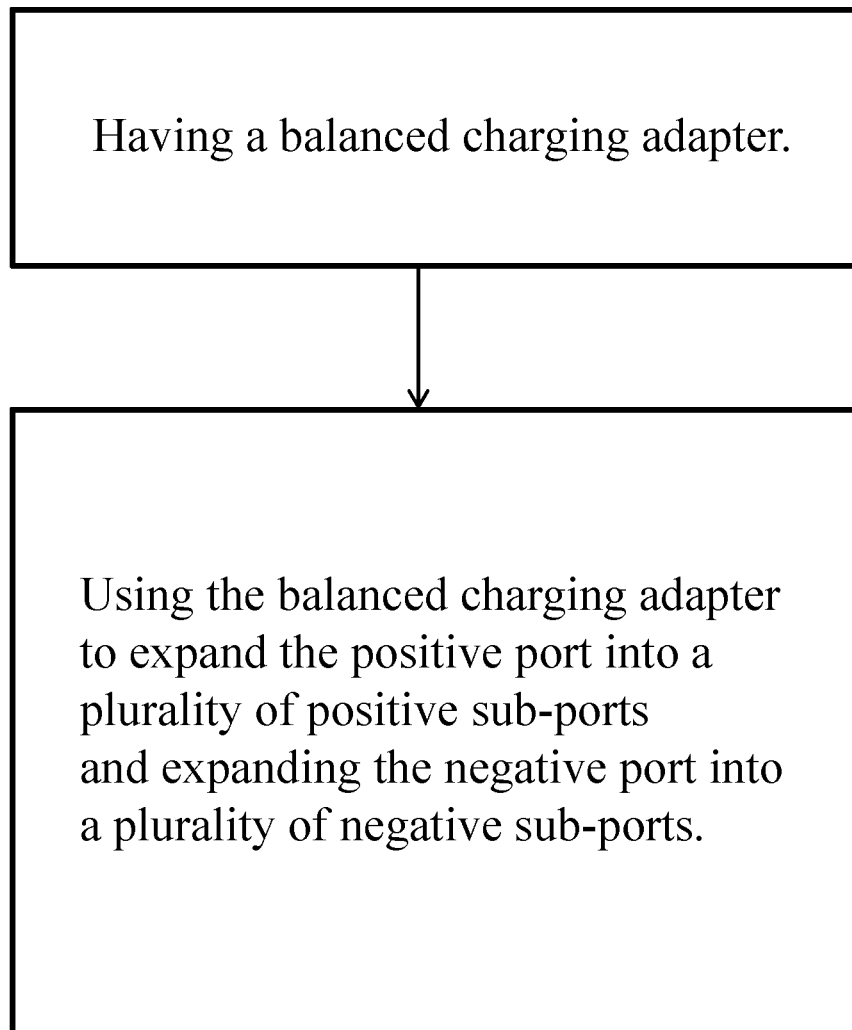 Having a balanced charging adapter.
Using the balanced charging adapter
to expand the positive port into a
plurality of positive sub-ports
and expanding the negative port into
a plurality of negative sub-ports.